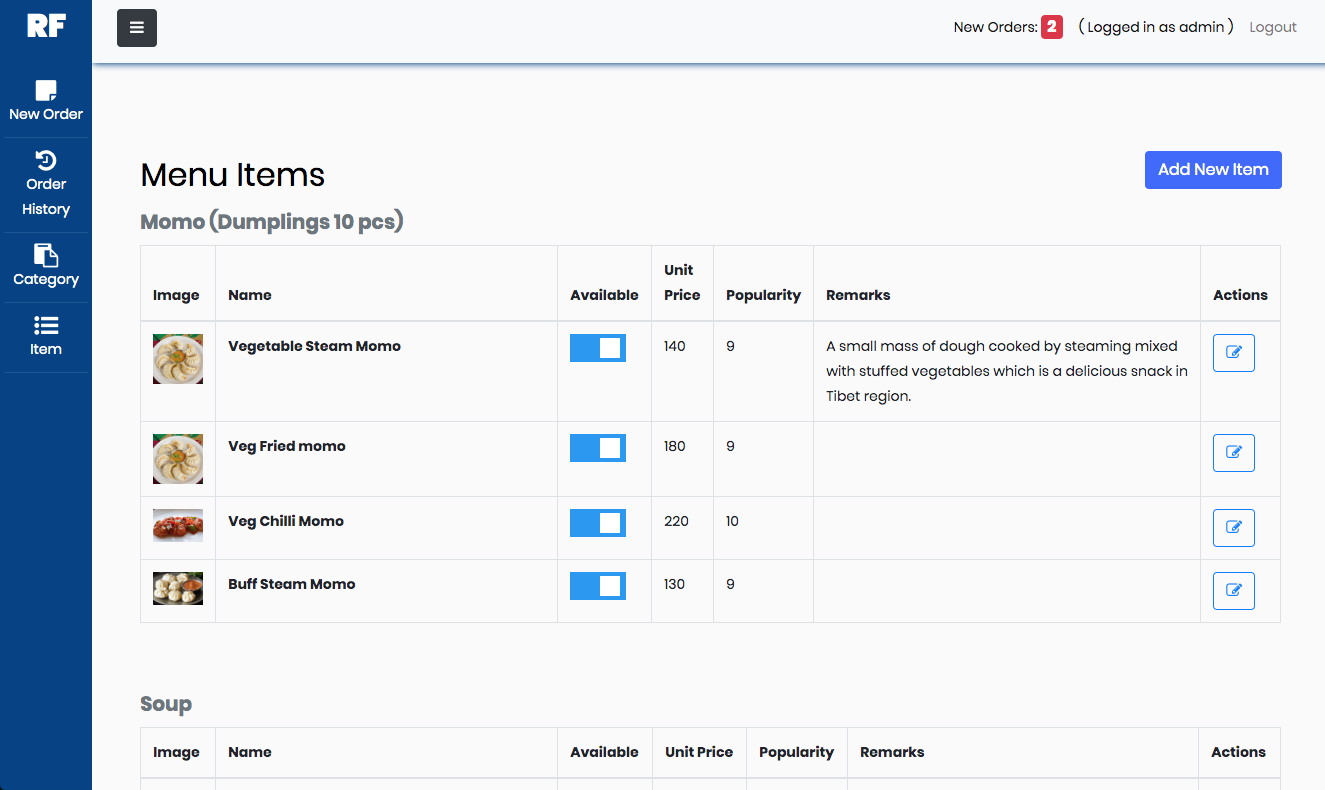 RF
New Orders: 2 ( Logged in as admin ) Logout
New Order
Order
History
Category
Item
Menu Items
Add New Item
Momo (Dumplings 10 pcs)
Image Name Available Unit Price Popularity Remarks Actions
Vegetable Steam Momo 140 9 A small mass of dough cooked by steaming mixed
with stuffed vegetables which is a delicious snack in
Tibet region.
Veg Fried momo 180 9
Veg Chilli Momo 220 10
Buff Steam Momo 130 9
Soup
Image Name Available Unit Price Popularity Remarks Actions